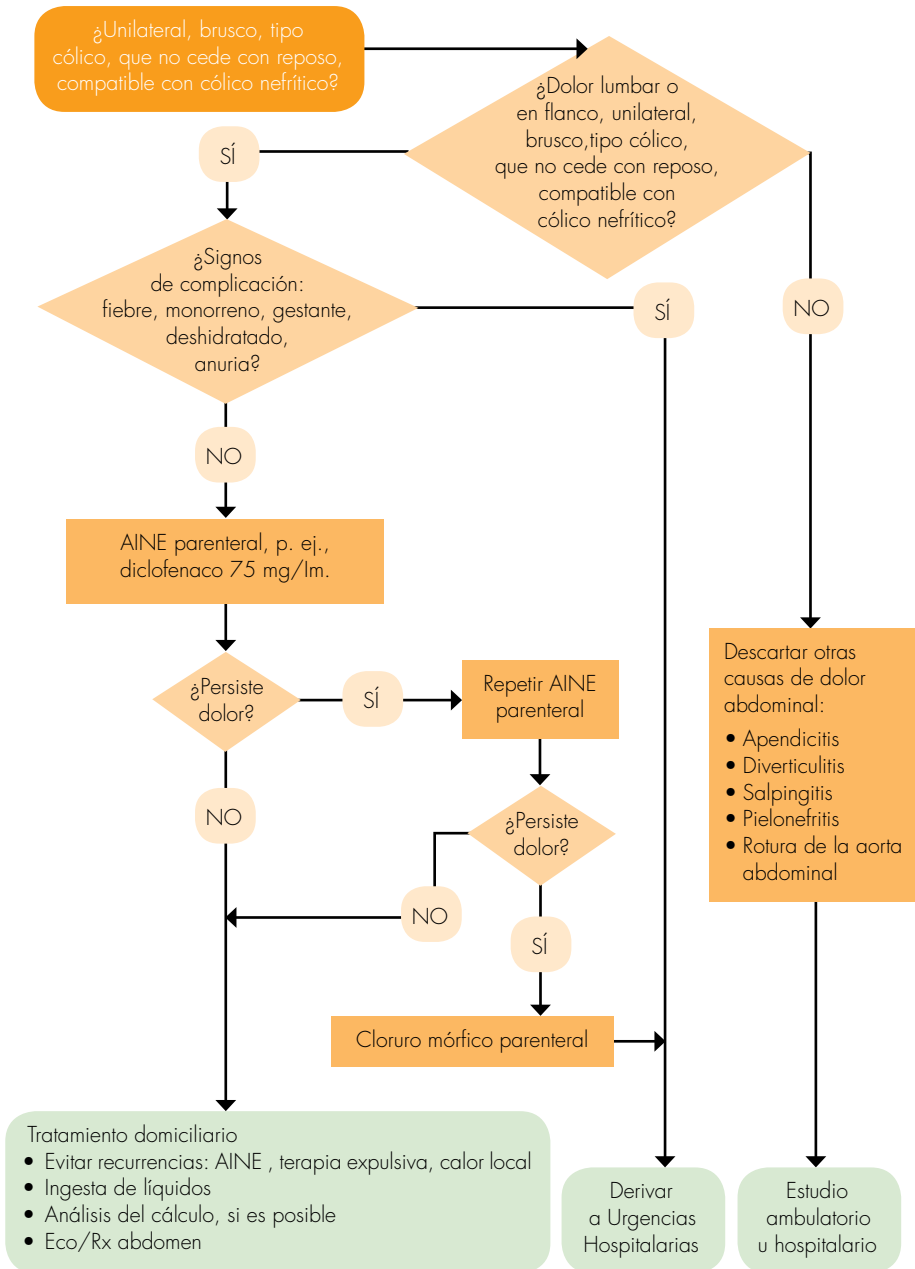 ¿Unilateral, brusco, tipo
cólico, que no cede con reposo,
compatible con cólico nefrítico?
¿Dolor lumbar o
en flanco, unilateral,
brusco,tipo cólico,
que no cede con reposo,
compatible con
cólico nefrítico?
SÍ
¿Signos
de complicación:
fiebre, monorreno, gestante,
deshidratado,
anuria?
SÍ
NO
NO
AINE parenteral, p. ej.,
diclofenaco 75 mg/Im.
¿Persiste
dolor?
SÍ
Repetir AINE
parenteral
NO
¿Persiste
dolor?
NO
SÍ
Cloruro mórfico parenteral
Descartar otras
causas de dolor
abdominal:
• Apendicitis
• Diverticulitis
• Salpingitis
• Pielonefritis
• Rotura de la aorta
abdominal
Tratamiento domiciliario
• Evitar recurrencias: AINE , terapia expulsiva, calor local
• Ingesta de líquidos
• Análisis del cálculo, si es posible
• Eco/Rx abdomen
Derivar
a Urgencias
Hospitalarias
Estudio
ambulatorio
u hospitalario